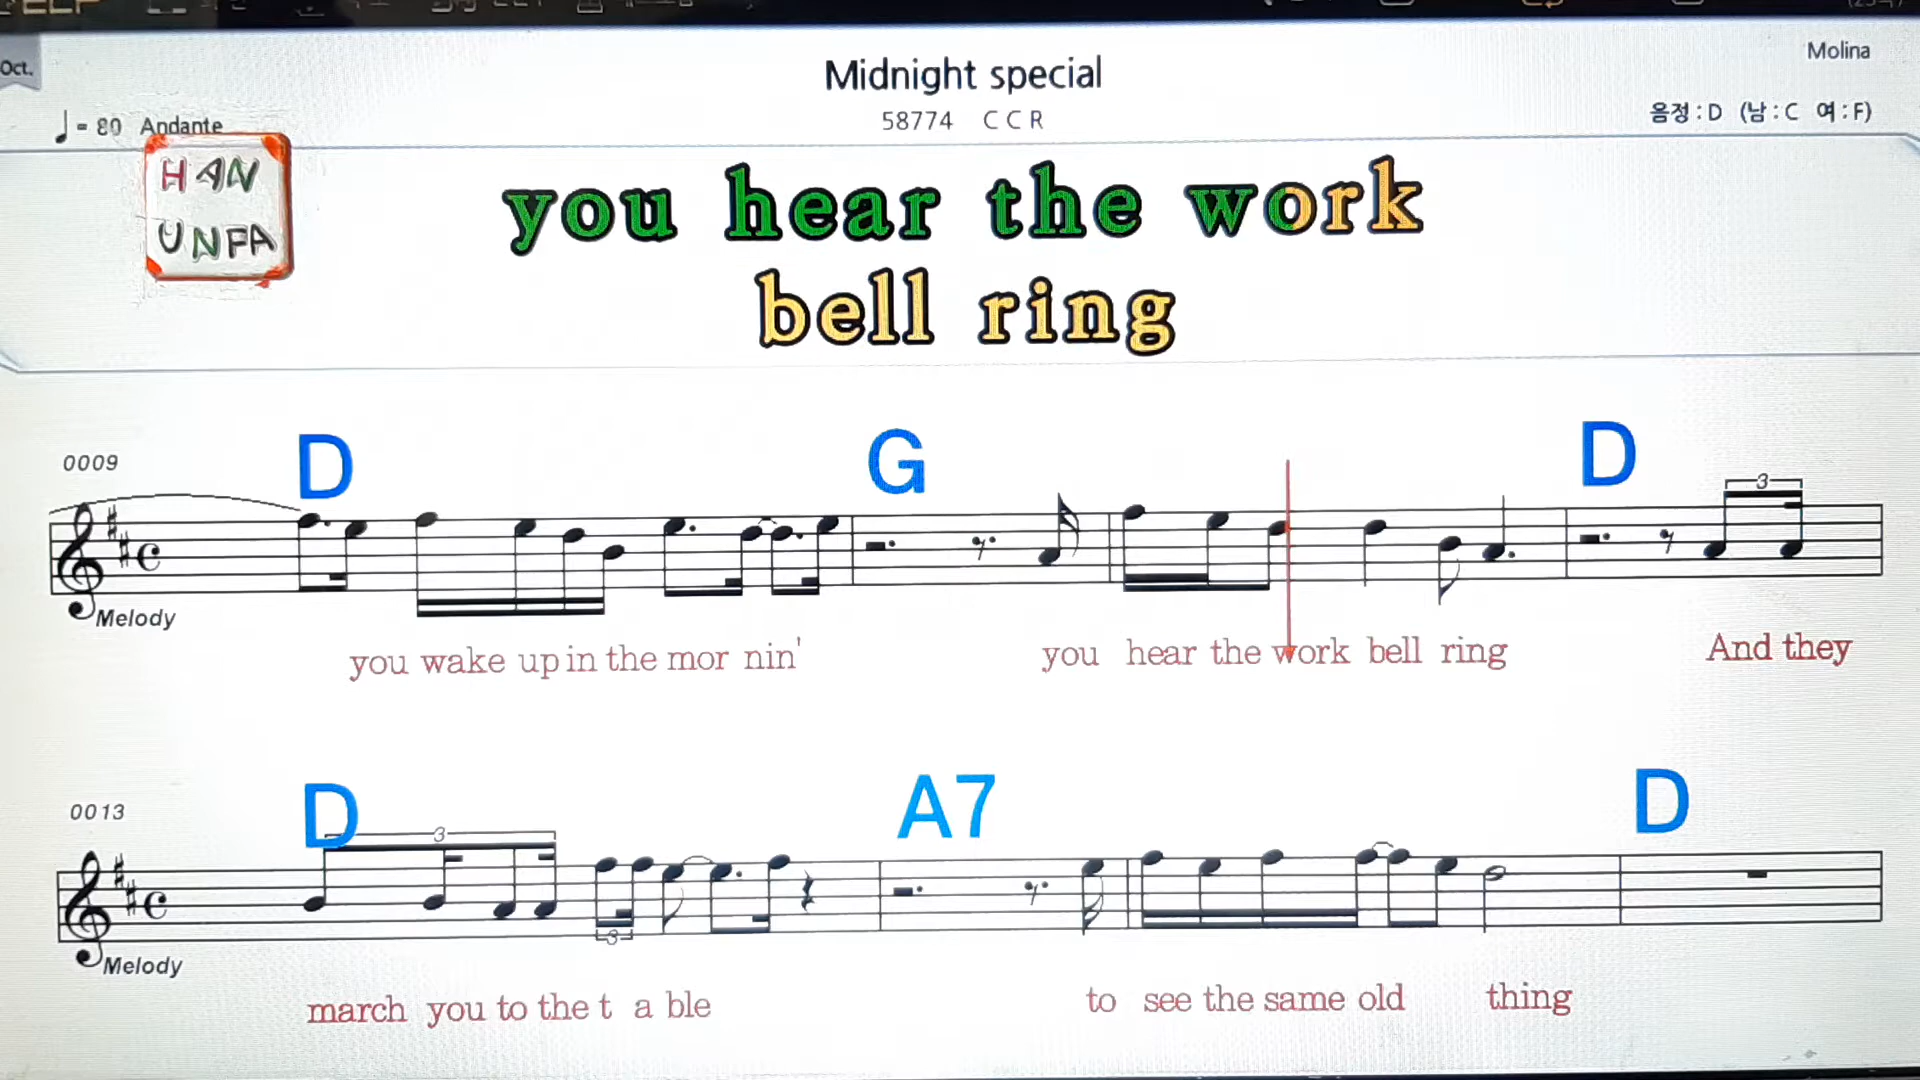 Oct.
Midnight special
Molina
58774 C C R
음정 : D (남 : C 여 : F)
= 80 Andante
HAN
UNFA
you hear the work
bell ring
0009
D G D
3
Melody
you wake up in the mor nin' you hear the work bell ring And they
0013
D A7 D
3
3
Melody
march you to the t a ble to see the same old thing